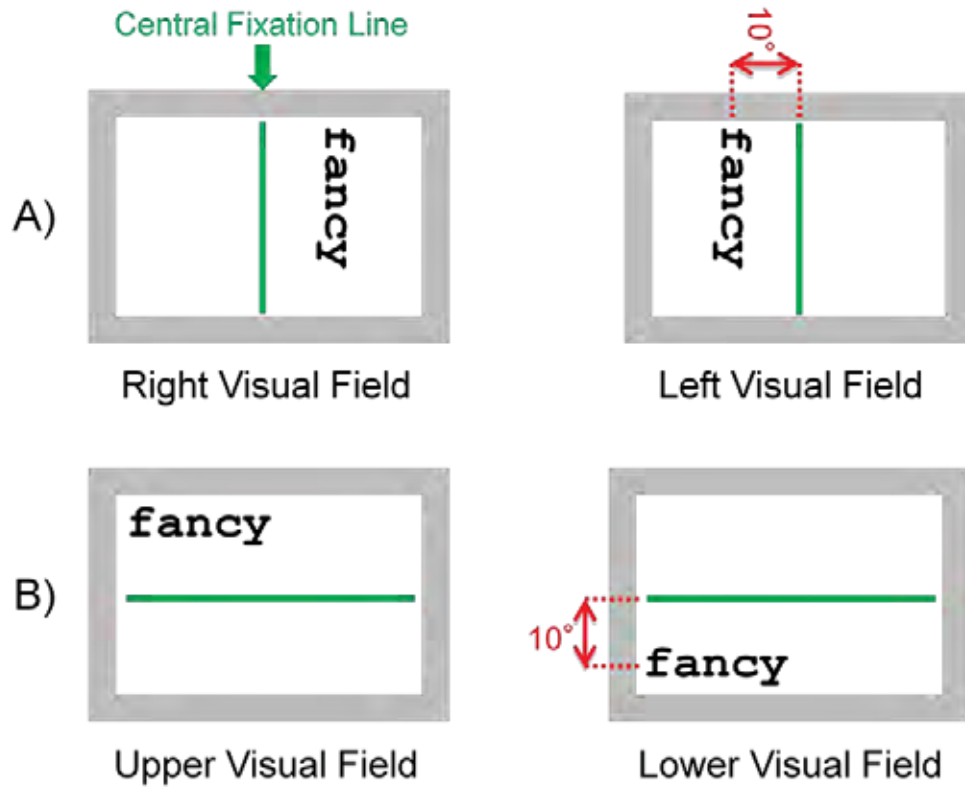 Central Fixation Line
10°
A)
fancy
fancy
Right Visual Field
Left Visual Field
B)
fancy
10°
fancy
Upper Visual Field
Lower Visual Field